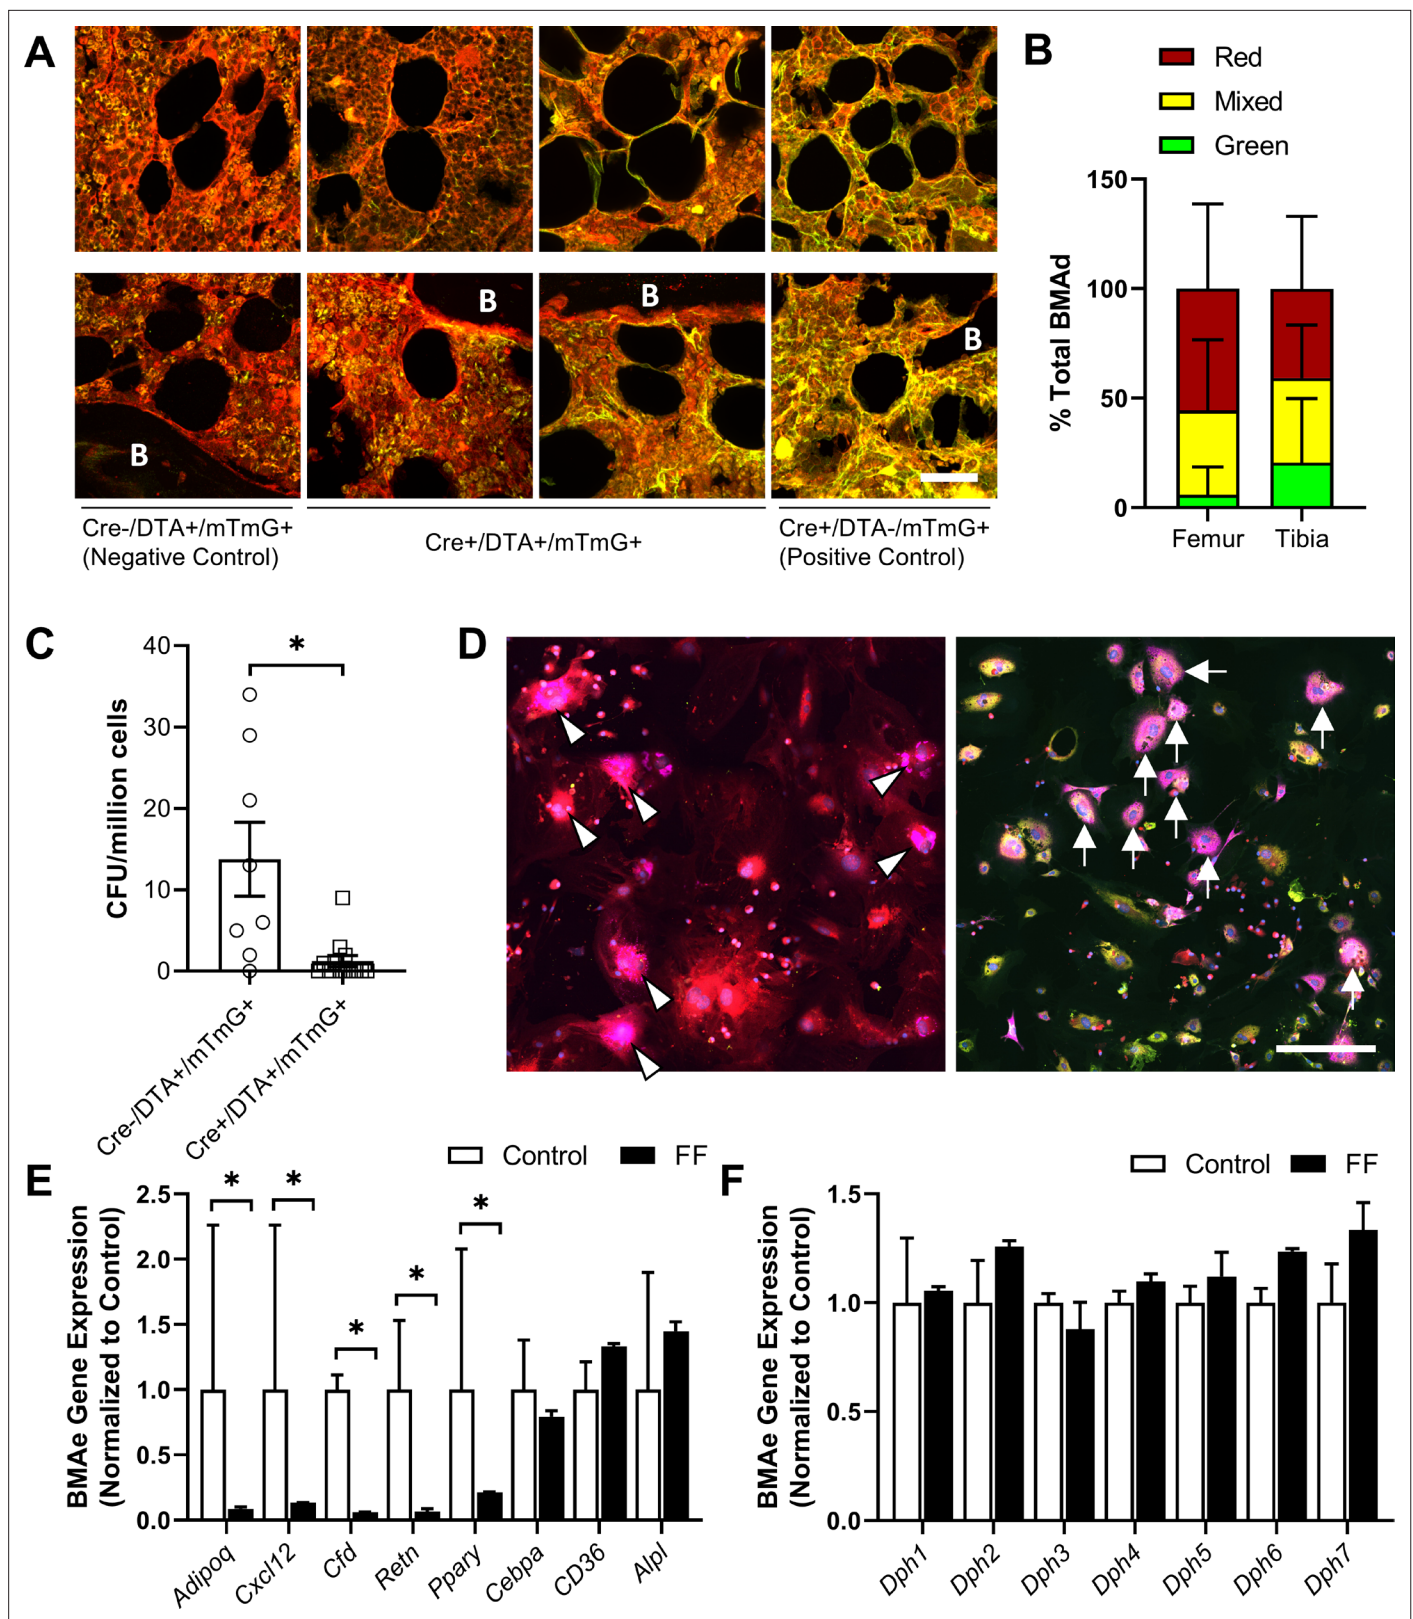 A
B
B
B
B
Cre-/DTA+/mTmG+
(Negative Control)
Cre+/DTA+/mTmG+
Cre+/DTA-/mTmG+
(Positive Control)
B
Red
Mixed
Green
% Total BMAd
150
100
50
0
Femur
Tibia
C
CFU/million cells
40
30
20
10
0
*
Cre-/DTA+/mTmG+
Cre+/DTA+/mTmG+
D
E
Control
FF
BMAe Gene Expression
(Normalized to Control)
2.5
2.0
1.5
1.0
0.5
0.0
*
*
*
*
*
Adipoq
Cxcl12
Cfd
Retn
Pparγ
Cebpa
CD36
Alpl
F
Control
FF
BMAe Gene Expression
(Normalized to Control)
1.5
1.0
0.5
0.0
Dph1
Dph2
Dph3
Dph4
Dph5
Dph6
Dph7